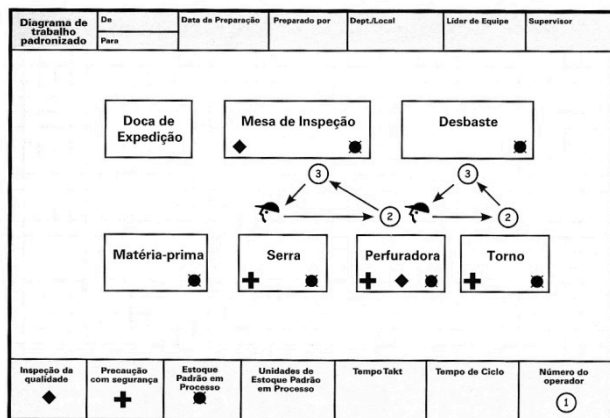 Diagrama de
trabalho
padronizado
De
Para
Data da Preparação
Preparado por
Dept./Local
Líder de Equipe
Supervisor
Doca de
Expedição
Mesa de Inspeção
Desbaste
3
3
2
2
Matéria-prima
Serra
Perfuradora
Torno
Inspeção da
qualidade
Precaução
com segurança
Estoque
Padrão em
Processo
Unidades de
Estoque Padrão
em Processo
Tempo Takt
Tempo de Ciclo
Número do
operador
1